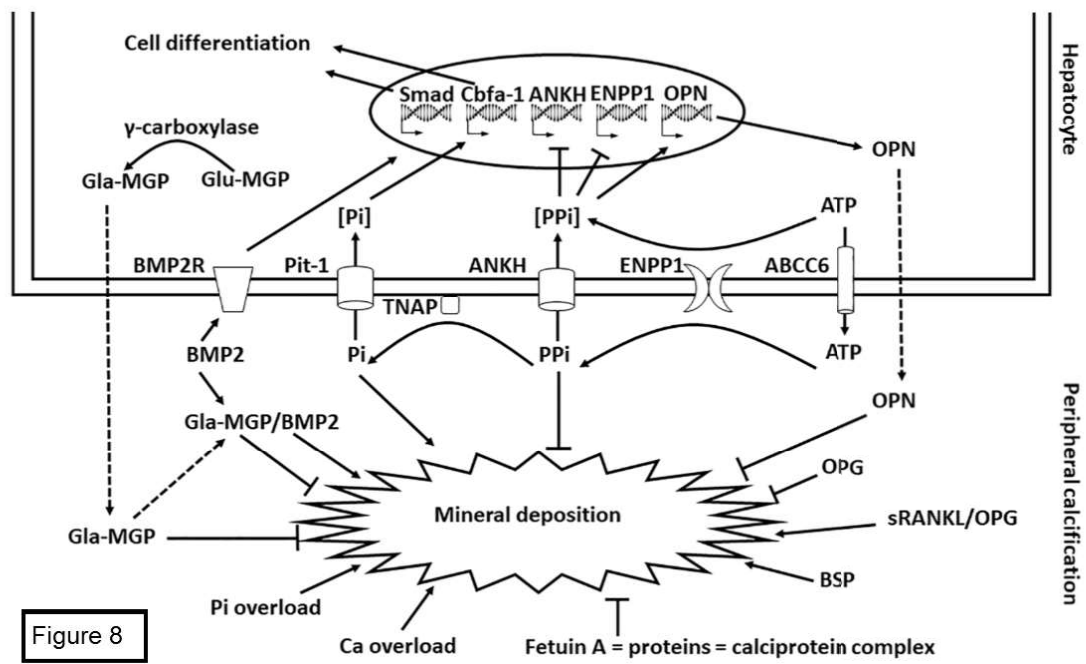 Cell differentiation
Smad Cbfa-1 ANKH ENPP1 OPN
γ-carboxylase
Gla-MGP Glu-MGP
OPN
[Pi] [PPi] ATP
BMP2R Pit-1 ANKH ENPP1 ABCC6
TNAP
BMP2 Pi PPi ATP
OPN
Gla-MGP/BMP2
OPG
Mineral deposition
sRANKL/OPG
Gla-MGP
BSP
Pi overload
Ca overload
Fetuin A = proteins = calciprotein complex
Figure 8
Hepatocyte
Peripheral calcification